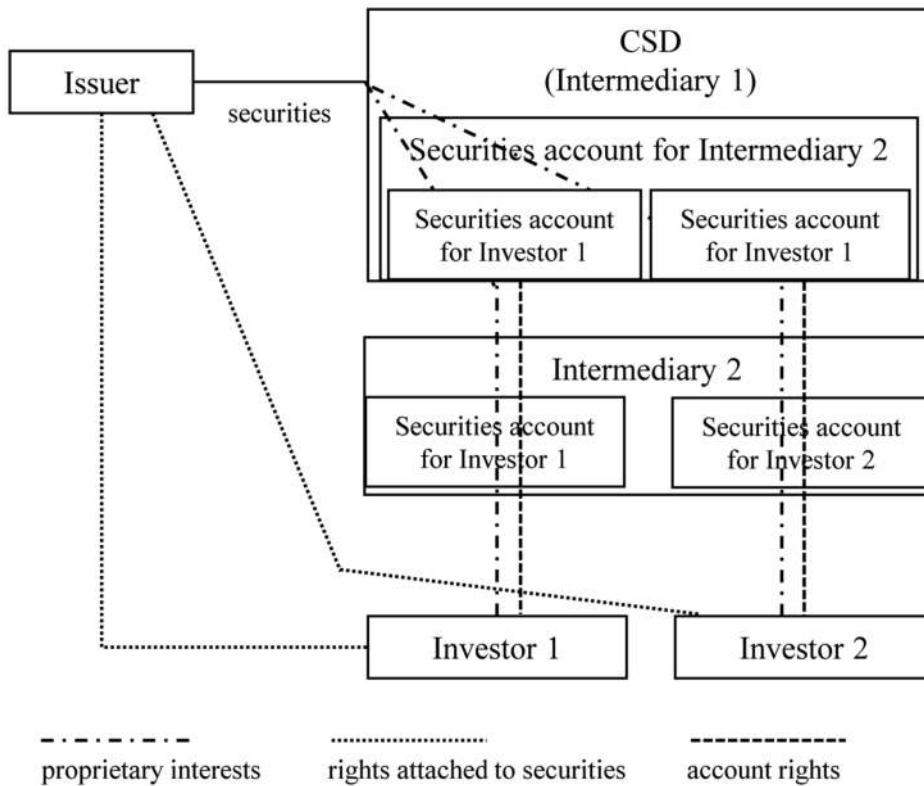 CSD
(Intermediary 1)
Issuer
securities
Securities account for Intermediary 2
Securities account
for Investor 1
Securities account
for Investor 1
Intermediary 2
Securities account
for Investor 1
Securities account
for Investor 2
Investor 1
Investor 2
proprietary interests
rights attached to securities
account rights